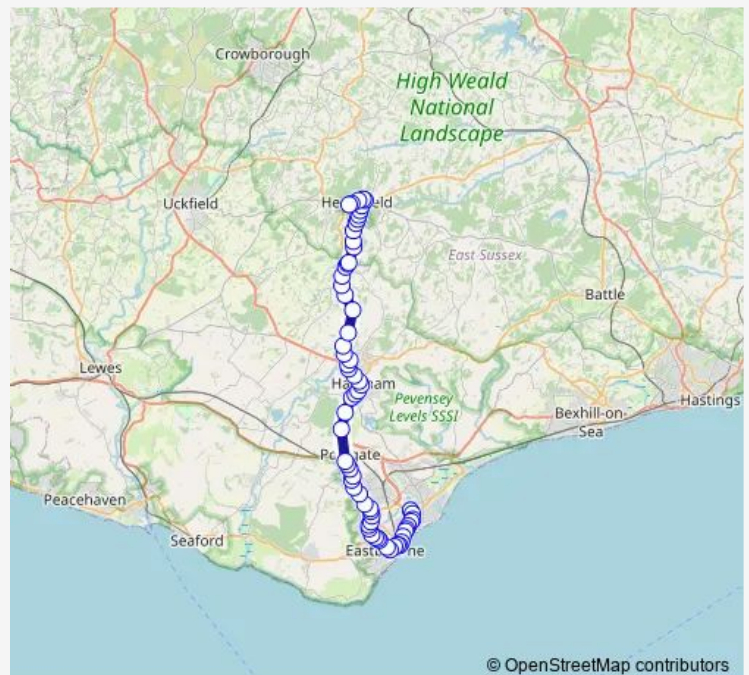 Crowborough
High Weald
National
Landscape
Uckfield
East Sussex
Battle
Lewes
Pevensey
Levels SSSI
Hastings
Bexhill-on-
Sea
Peacehaven
Seaford
© OpenStreetMap contributors